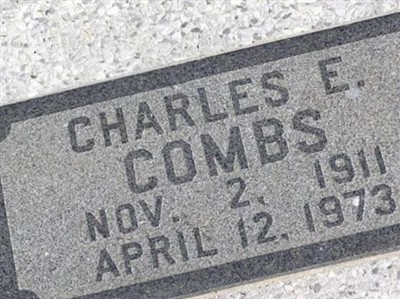 CHARLES E.
COMBS
NOV. 2, 1911
APRIL 12, 1973